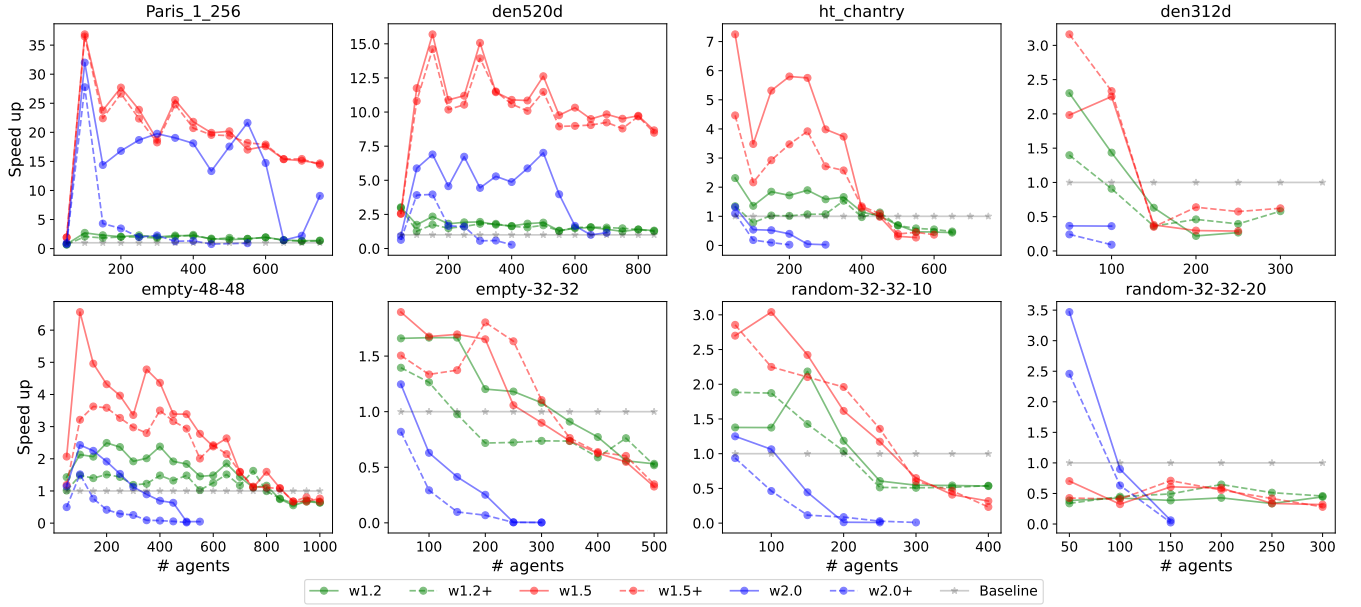 Paris_1_256
den520d
ht_chantry
den312d
Speed up
35
30
25
20
15
10
5
0
200 400 600
15.0
12.5
10.0
7.5
5.0
2.5
0.0
200 400 600 800
7
6
5
4
3
2
1
0
200 400 600
3.0
2.5
2.0
1.5
1.0
0.5
0.0
100 200 300
empty-48-48
empty-32-32
random-32-32-10
random-32-32-20
Speed up
6
5
4
3
2
1
0
200 400 600 800 1000
1.5
1.0
0.5
0.0
100 200 300 400 500
3.0
2.5
2.0
1.5
1.0
0.5
0.0
100 200 300 400
3.5
3.0
2.5
2.0
1.5
1.0
0.5
0.0
50 100 150 200 250 300
# agents
# agents
# agents
# agents
w1.2 w1.2+ w1.5 w1.5+ w2.0 w2.0+ Baseline